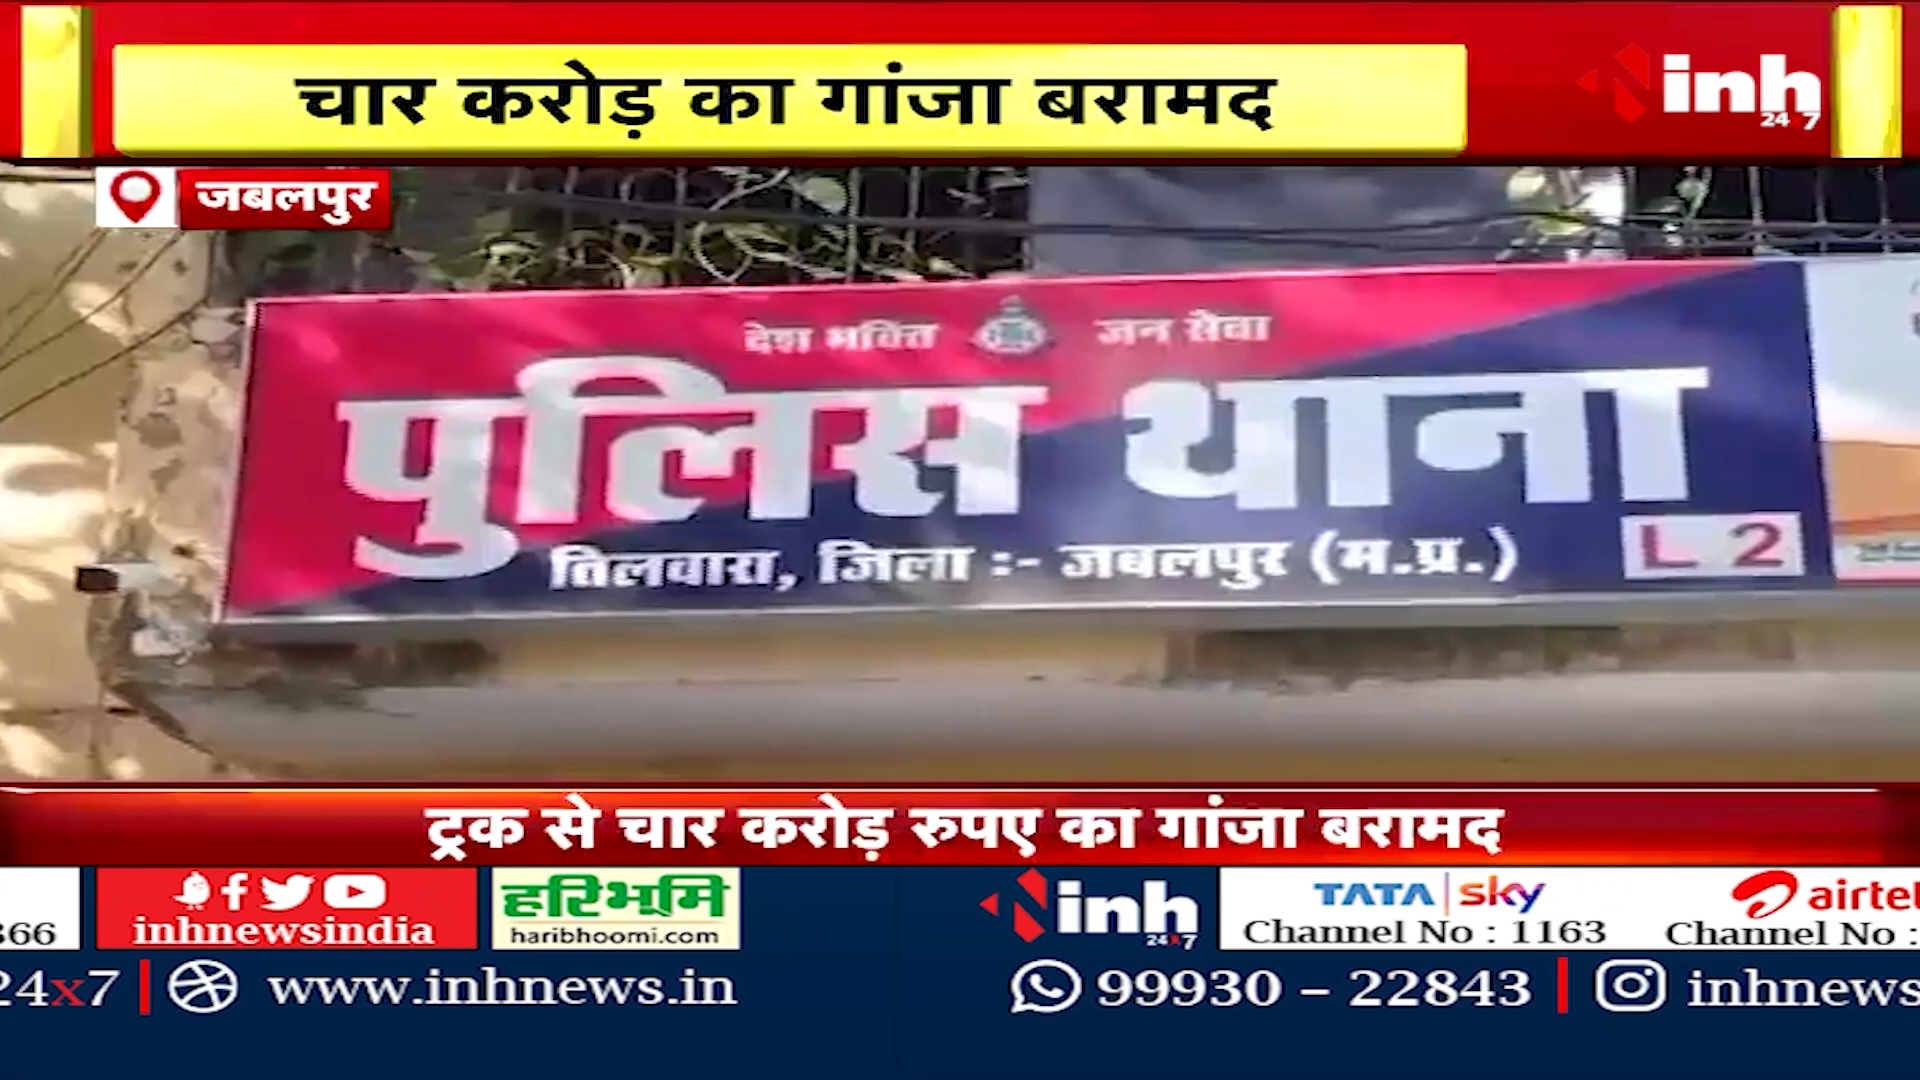 चार करोड़ का गांजा बरामद
inh
24x7
जबलपुर
देश भक्ति जन सेवा
पुलिस थाना
तिलवारा, जिला :- जबलपुर (म.प्र.)
L 2
ट्रक से चार करोड़ रुपए का गांजा बरामद
366
inhnewsindia
हरिभूमि
haribhoomi.com
inh
24x7
TATA sky
Channel No : 1163
airtel
Channel No :
24x7 | www.inhnews.in
99930 – 22843 | inhnews